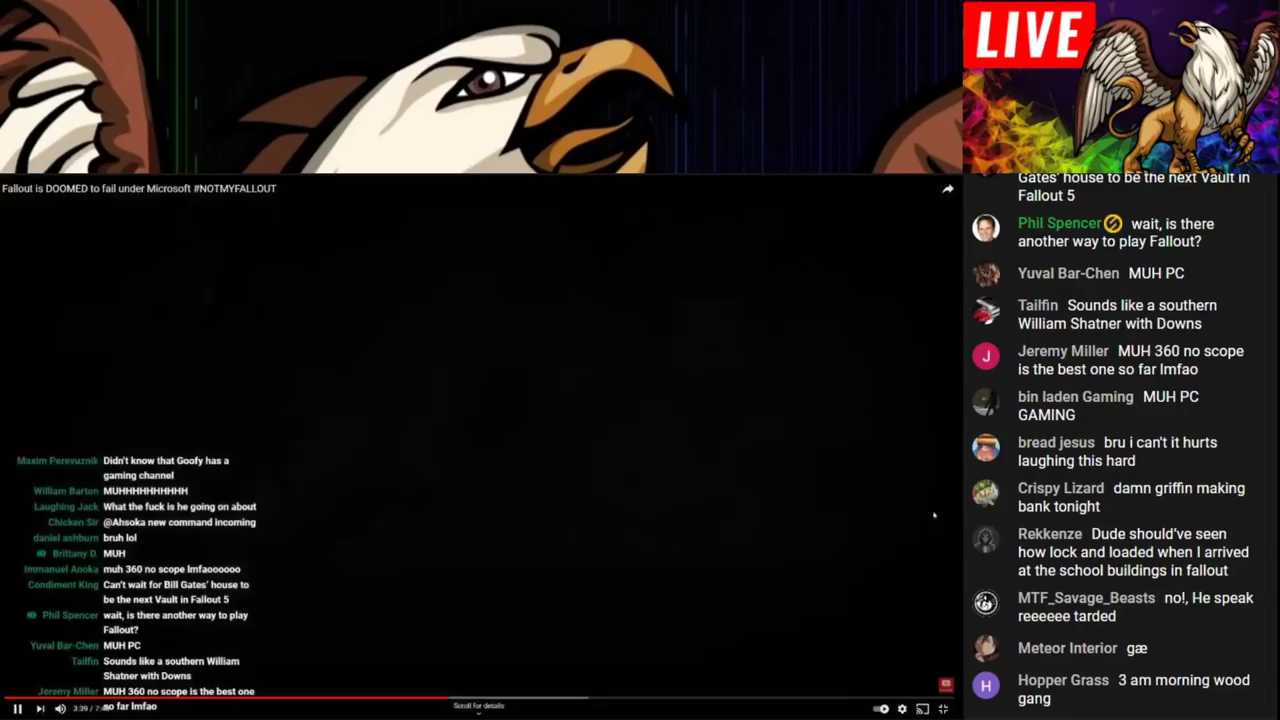 LIVE
Fallout is DOOMED to fail under Microsoft #NOTMYFALLOUT
Maxim Perevuznik Didn't know that Goofy has a
gaming channel
William Barton MUHHHHHHHHHH
Laughing Jack What the fuck is he going on about
Chicken Sir @Ahsoka new command incoming
daniel ashburn bruh lol
Brittany D. MUH
Immanuel Anoka muh 360 no scope lmfaoooooo
Condiment King Can't wait for Bill Gates' house to
be the next Vault in Fallout 5
Phil Spencer wait, is there another way to play
Fallout?
Yuval Bar-Chen MUH PC
Tailfin Sounds like a southern William
Shatner with Downs
Jeremy Miller MUH 360 no scope is the best one
so far lmfao
3:39
Scroll for details
Gates' house to be the next Vault in
Fallout 5
Phil Spencer wait, is there
another way to play Fallout?
Yuval Bar-Chen MUH PC
Tailfin Sounds like a southern
William Shatner with Downs
J
Jeremy Miller MUH 360 no scope
is the best one so far lmfao
bin laden Gaming MUH PC
GAMING
bread jesus bru i can't it hurts
laughing this hard
Crispy Lizard damn griffin making
bank tonight
Rekkenze Dude should've seen
how lock and loaded when I arrived
at the school buildings in fallout
MTF_Savage_Beasts no!, He speak
reeeeee tarded
Meteor Interior gæ
H
Hopper Grass 3 am morning wood
gang